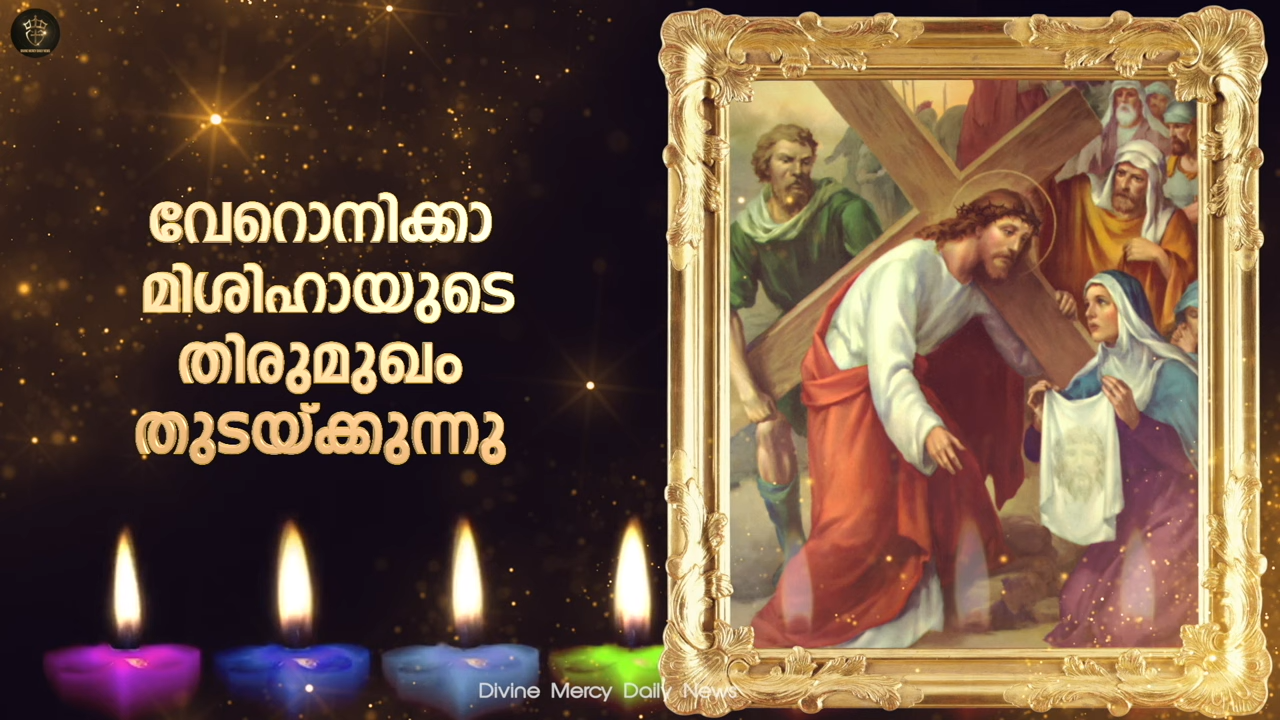 വേറൊനിക്കാ
മിശിഹായുടെ
തിരുമുഖം
തുടയ്ക്കുന്നു
Divine Mercy Daily News